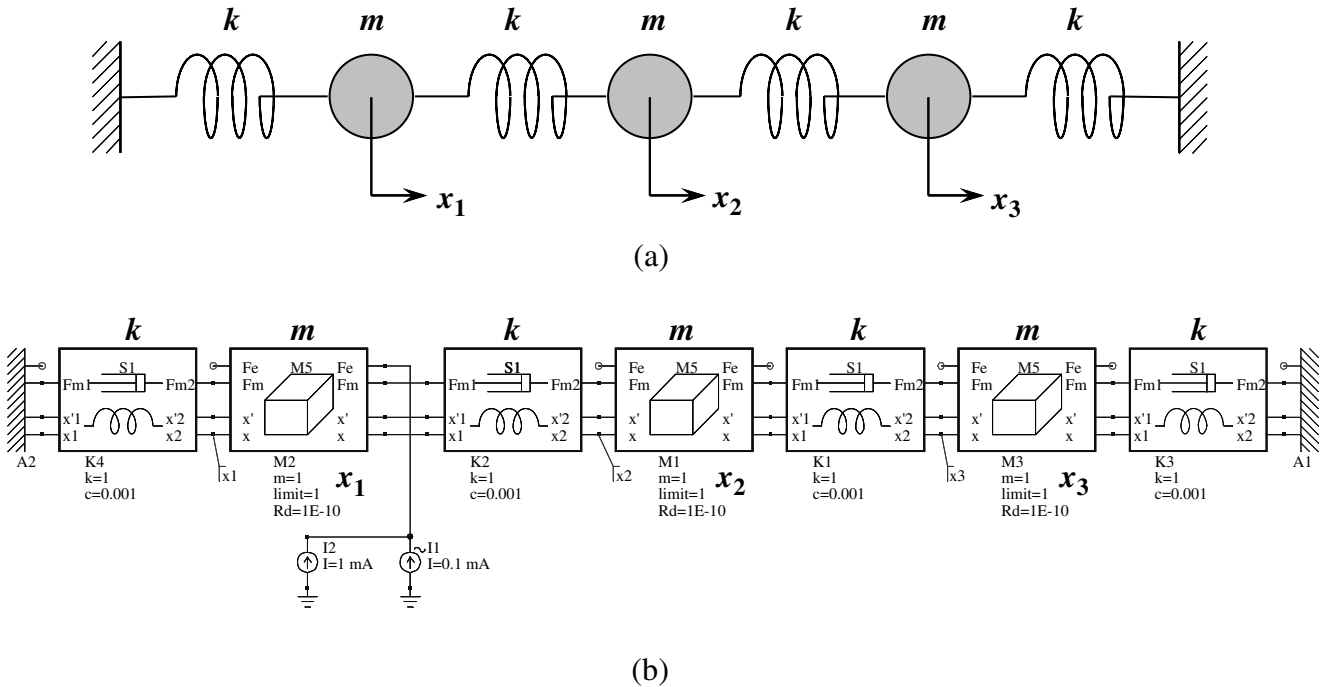 k m k m k m k
x1 x2 x3
(a)
k m k m k m k
S1 Fe M5 Fe S1 Fe M5 Fe S1 Fe M5 Fe S1
Fm1 Fm2 Fm Fm Fm1 Fm2 Fm Fm Fm1 Fm2 Fm Fm Fm1 Fm2
x'1 x'2 x' x' x'1 x'2 x' x' x'1 x'2 x' x' x'1 x'2
x1 x2 x x x1 x2 x x x1 x2 x x x1 x2
A2 K4 x1 M2 K2 x2 M1 K1 x3 M3 K3 A1
k=1 m=1 x1 k=1 m=1 x2 k=1 m=1 x3 k=1
c=0.001 limit=1 c=0.001 limit=1 c=0.001 limit=1 c=0.001
Rd=1E-10 Rd=1E-10 Rd=1E-10
I2 ~I1
I=1 mA I=0.1 mA
(b)